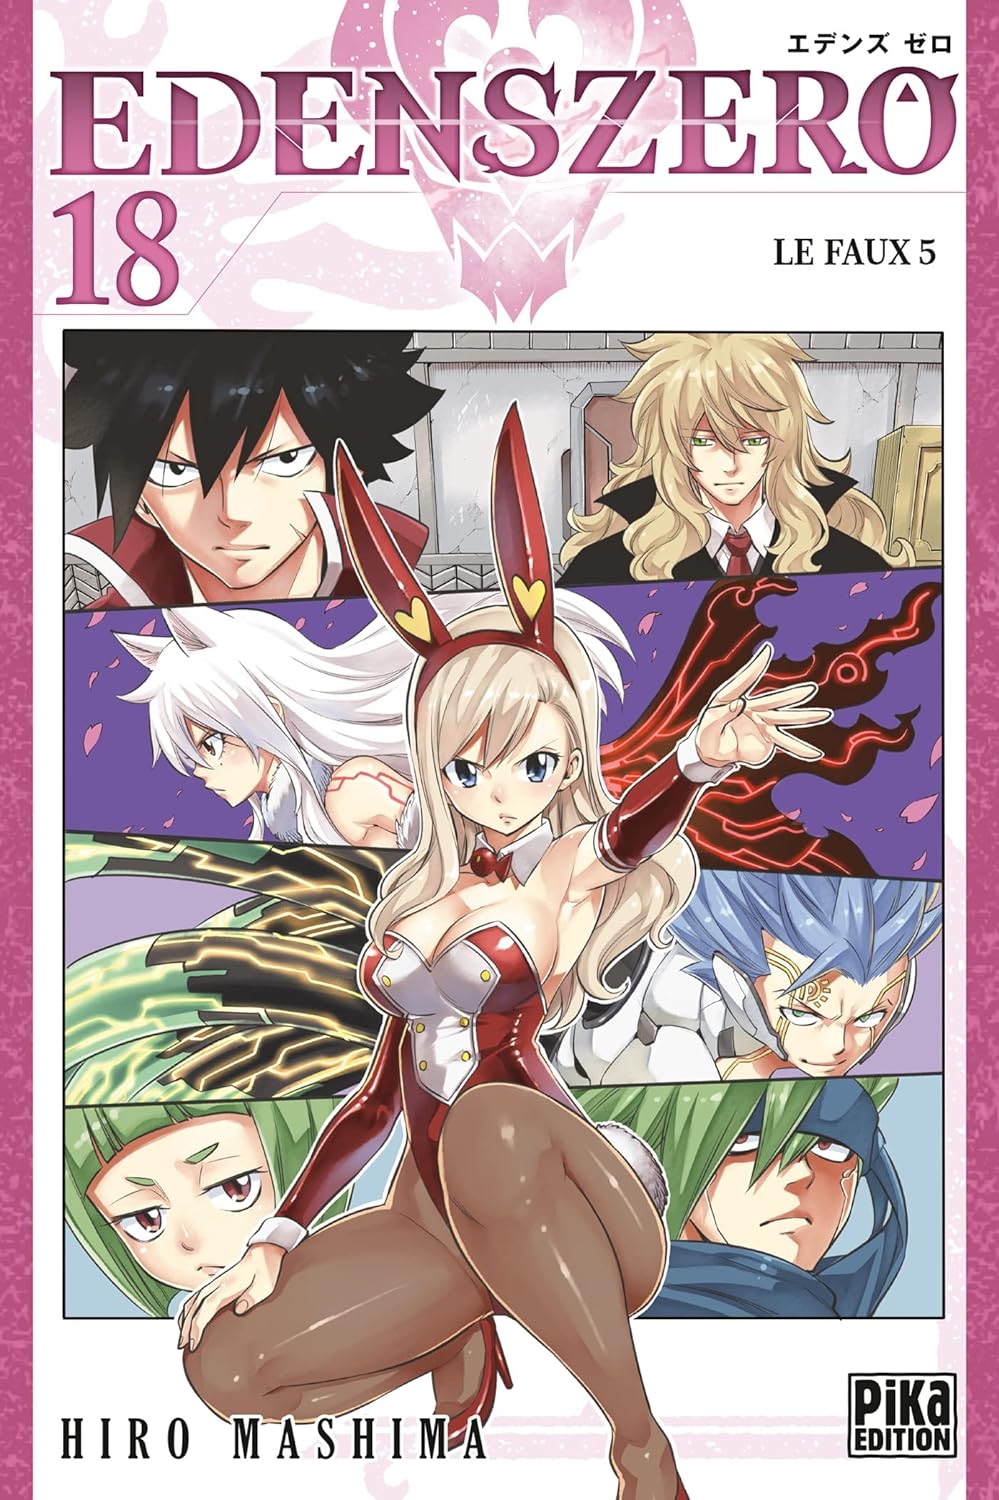 エデンズ ゼロ
EDENSZERO
18
LE FAUX 5
HIRO MASHIMA
PiKa
EDITION